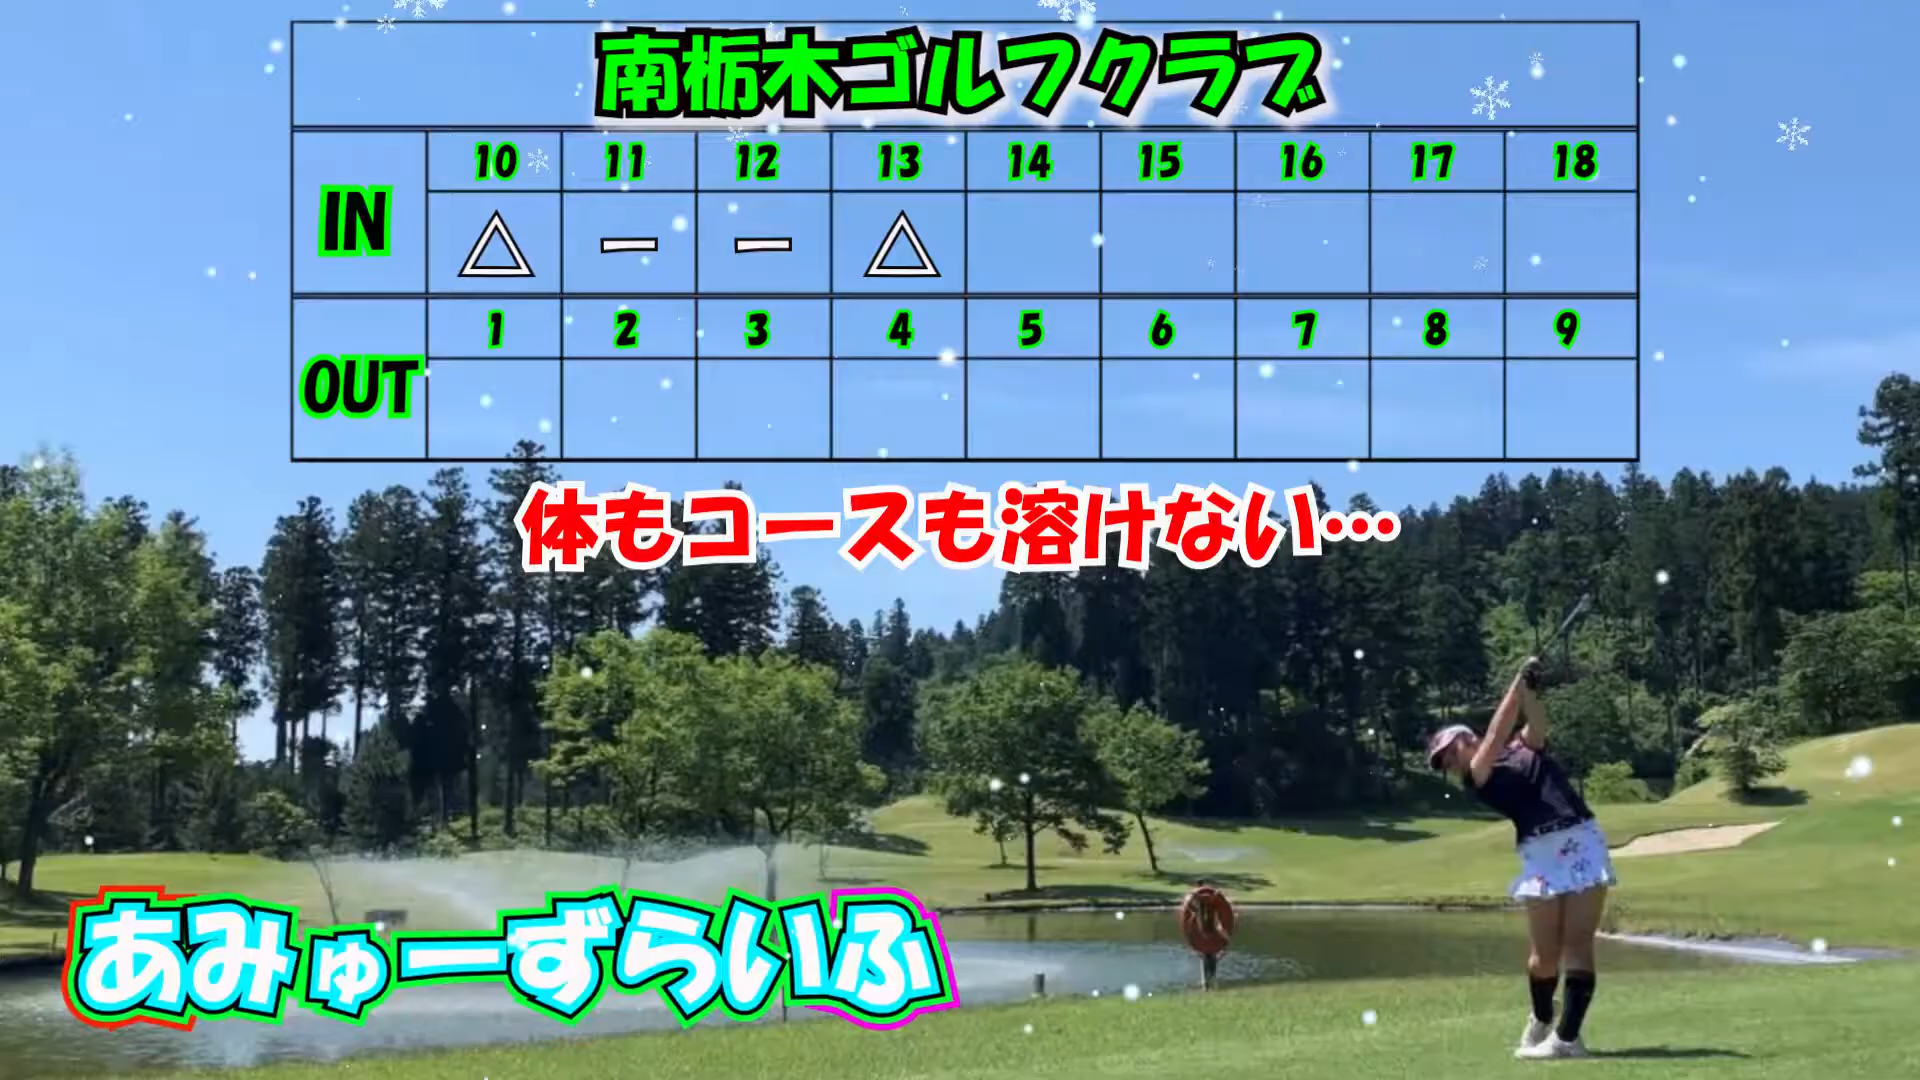 南栃木ゴルフクラブ
IN 10 11 12 13 14 15 16 17 18
△ － － △
OUT 1 2 3 4 5 6 7 8 9
体もコースも溶けない…
あみゅーずらいふ